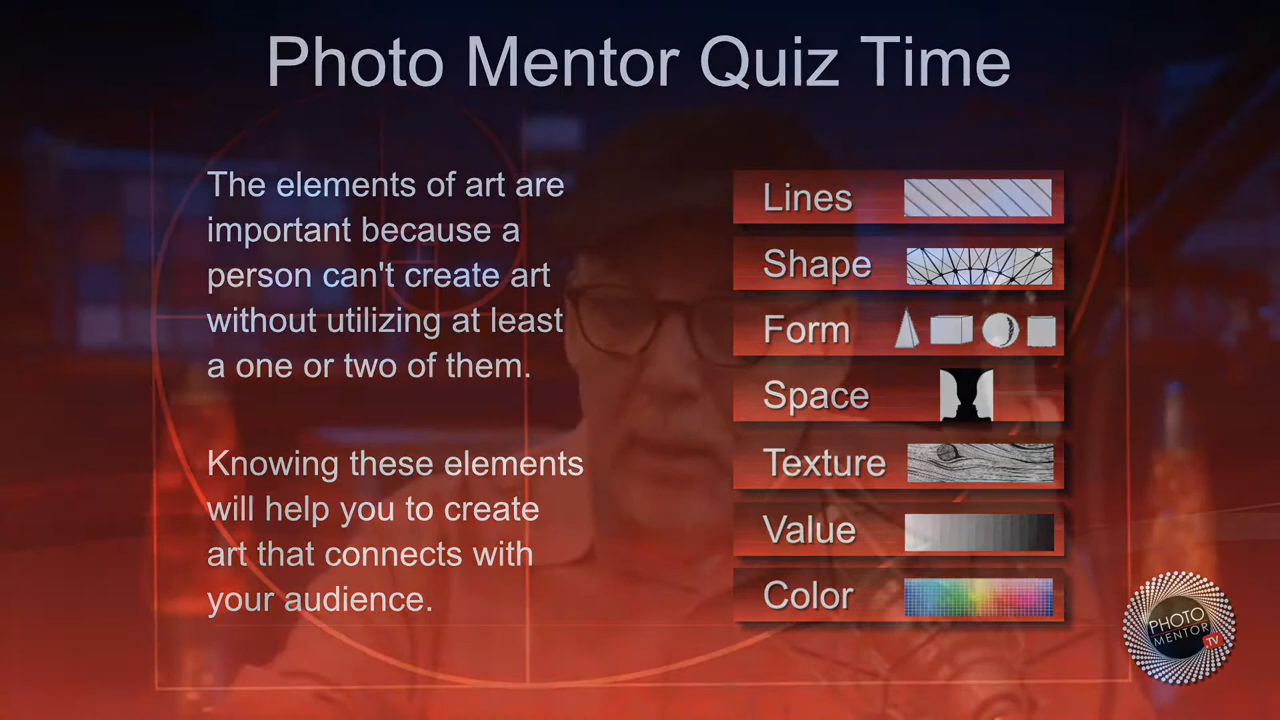 Photo Mentor Quiz Time
The elements of art are
important because a
person can't create art
without utilizing at least
a one or two of them.
Knowing these elements
will help you to create
art that connects with
your audience.
Lines
Shape
Form
Space
Texture
Value
Color
PHOTO
MENTOR
TV